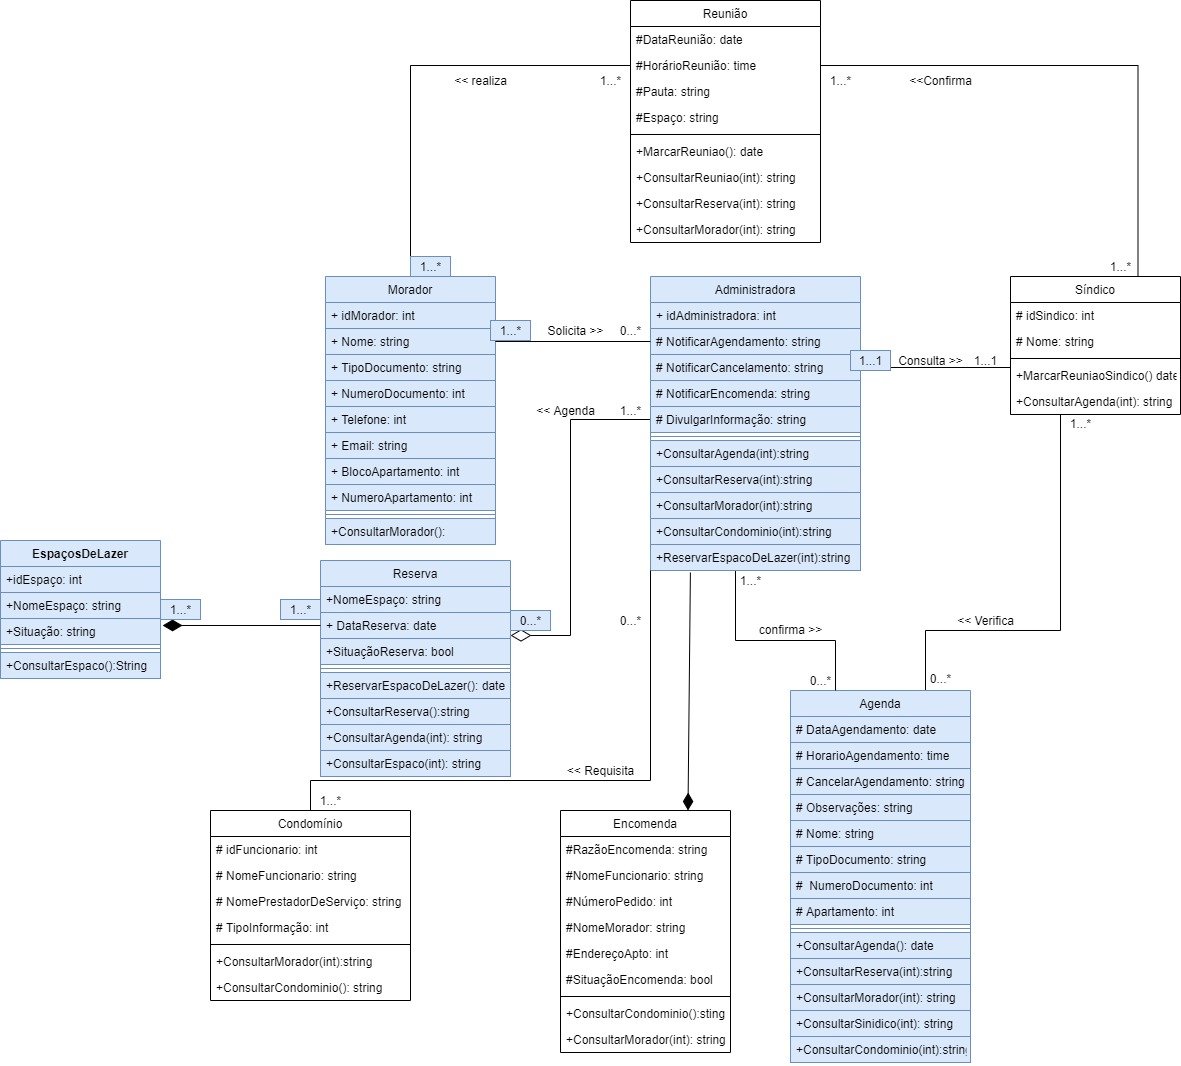 Reunião
#DataReunião: date
#HorárioReunião: time
#Pauta: string
#Espaço: string
+MarcarReuniao(): date
+ConsultarReuniao(int): string
+ConsultarReserva(int): string
+ConsultarMorador(int): string
<< realiza
1...*
1...*
<<Confirma
1...*
1...*
Morador
+ idMorador: int
+ Nome: string
+ TipoDocumento: string
+ NumeroDocumento: int
+ Telefone: int
+ Email: string
+ BlocoApartamento: int
+ NumeroApartamento: int
+ConsultarMorador():
1...*
Solicita >>
0...*
Administradora
+ idAdministradora: int
# NotificarAgendamento: string
# NotificarCancelamento: string
# NotificarEncomenda: string
# DivulgarInformação: string
+ConsultarAgenda(int):string
+ConsultarReserva(int):string
+ConsultarMorador(int):string
+ConsultarCondominio(int):string
+ReservarEspacoDeLazer(int):string
1...1
Consulta >>
1...1
Síndico
# idSindico: int
# Nome: string
+MarcarReuniaoSindico() date
+ConsultarAgenda(int): string
1...*
<< Agenda
1...*
EspaçosDeLazer
+idEspaço: int
+NomeEspaço: string
+Situação: string
+ConsultarEspaco():String
1...*
1...*
Reserva
+NomeEspaço: string
+ DataReserva: date
+SituaçãoReserva: bool
+ReservarEspacoDeLazer(): date
+ConsultarReserva():string
+ConsultarAgenda(int): string
+ConsultarEspaco(int): string
0...*
0...*
1...*
confirma >>
0...*
<< Verifica
0...*
<< Requisita
1...*
Condomínio
# idFuncionario: int
# NomeFuncionario: string
# NomePrestadorDeServiço: string
# TipoInformação: int
+ConsultarMorador(int):string
+ConsultarCondominio(): string
Encomenda
#RazãoEncomenda: string
#NomeFuncionario: string
#NúmeroPedido: int
#NomeMorador: string
#EndereçoApto: int
#SituaçãoEncomenda: bool
+ConsultarCondominio():sting
+ConsultarMorador(int): string
Agenda
# DataAgendamento: date
# HorarioAgendamento: time
# CancelarAgendamento: string
# Observações: string
# Nome: string
# TipoDocumento: string
# NumeroDocumento: int
# Apartamento: int
+ConsultarAgenda(): date
+ConsultarReserva(int):string
+ConsultarMorador(int): string
+ConsultarSinidico(int): string
+ConsultarCondominio(int):string